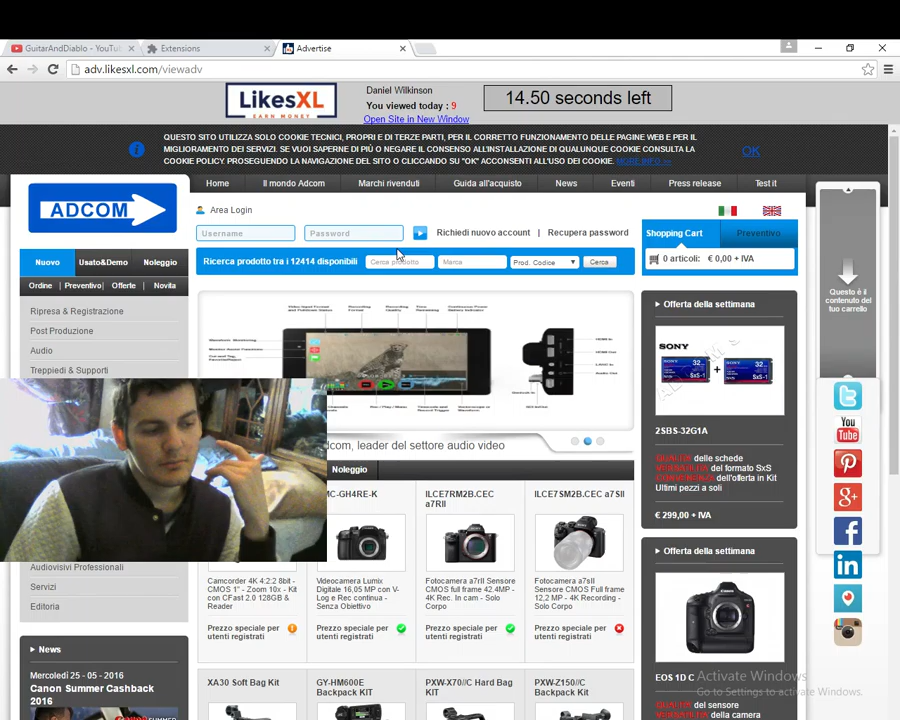 GuitarAndDiablo - YouTu
Extensions
Advertise
adv.likesxl.com/viewadv
LikesXL
EARN MONEY
Daniel Wilkinson
You viewed today : 9
Open Site in New Window
14.50 seconds left
QUESTO SITO UTILIZZA SOLO COOKIE TECNICI, PROPRI E DI TERZE PARTI, PER IL CORRETTO FUNZIONAMENTO DELLE PAGINE WEB E PER IL
MIGLIORAMENTO DEI SERVIZI. SE VUOI SAPERNE DI PIÙ O NEGARE IL CONSENSO ALL'INSTALLAZIONE DI QUALUNQUE COOKIE CONSULTA LA
COOKIE POLICY. PROSEGUENDO LA NAVIGAZIONE DEL SITO O CLICCANDO SU "OK" ACCONSENTI ALL'USO DEI COOKIE. MORE INFO >>
OK
ADCOM
Home
Il mondo Adcom
Marchi rivenduti
Guida all'acquisto
News
Eventi
Press release
Test it
Area Login
Username
Password
Richiedi nuovo account | Recupera password
Shopping Cart
Preventivo
0 articoli: € 0,00 + IVA
Nuovo
Usato&Demo
Noleggio
Ricerca prodotto tra i 12414 disponibili
Cerca prodotto
Marca
Prod. Codice
Cerca
Ordine
Preventivo
Offerte
Novita
Ripresa & Registrazione
Post Produzione
Audio
Treppiedi & Supporti
Questo è il
contenuto del
tuo carrello
Offerta della settimana
SONY
2SBS-32G1A
delle schede
del formato SxS
dell'offerta in Kit
Ultimi pezzi a soli
€ 299,00 + IVA
dcom, leader del settore audio video
Noleggio
MC-GH4RE-K
ILCE7RM2B.CEC
a7RII
ILCE7SM2B.CEC a7SII
Camcorder 4K 4:2:2 8bit -
CMOS 1" - Zoom 10x - Kit
con CFast 2.0 128GB &
Reader
Videocamera Lumix
Digitale 16,05 MP con V-
Log e Rec continua -
Senza Obiettivo
Fotocamera a7rII Sensore
CMOS full frame 42.4MP -
4K Rec. In cam - Solo
Corpo
Fotocamera a7sII
Sensore CMOS Full frame
12,2 MP - 4K Recording -
Solo Corpo
Prezzo speciale per
utenti registrati
Prezzo speciale per
utenti registrati
Prezzo speciale per
utenti registrati
Prezzo speciale per
utenti registrati
XA30 Soft Bag Kit
GY-HM600E
Backpack KIT
PXW-X70//C Hard Bag
KIT
PXW-Z150//C
Backpack Kit
Audiovisivi Professionali
Servizi
Editoria
News
Mercoledi 25 - 05 - 2016
Canon Summer Cashback
2016
Offerta della settimana
Canon
EOS 1D C
del sensore
della camera
You
Tube
Activate Windows
Go to Settings to activate Windows.